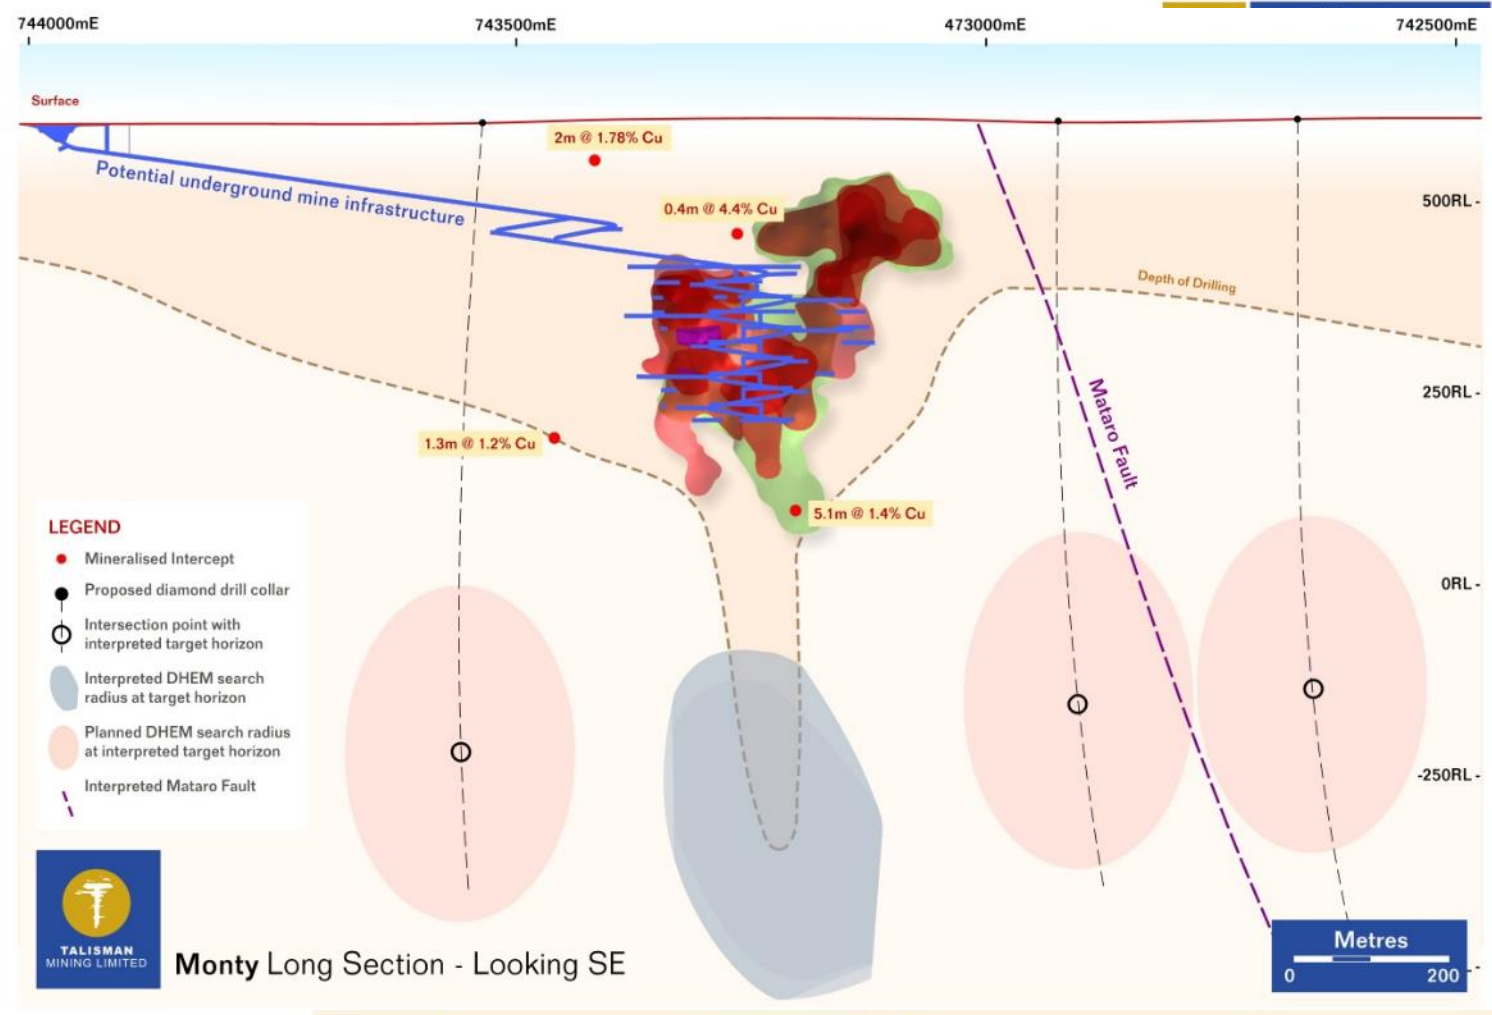 744000mE
743500mE
473000mE
742500mE
Surface
2m @ 1.78% Cu
Potential underground mine infrastructure
0.4m @ 4.4% Cu
500RL
Depth of Drilling
250RL
Mataro Fault
1.3m @ 1.2% Cu
5.1m @ 1.4% Cu
0RL
-250RL
LEGEND
Mineralised Intercept
Proposed diamond drill collar
Intersection point with
interpreted target horizon
Interpreted DHEM search
radius at target horizon
Planned DHEM search radius
at interpreted target horizon
Interpreted Mataro Fault
TALISMAN
MINING LIMITED
Monty Long Section - Looking SE
Metres
0 200